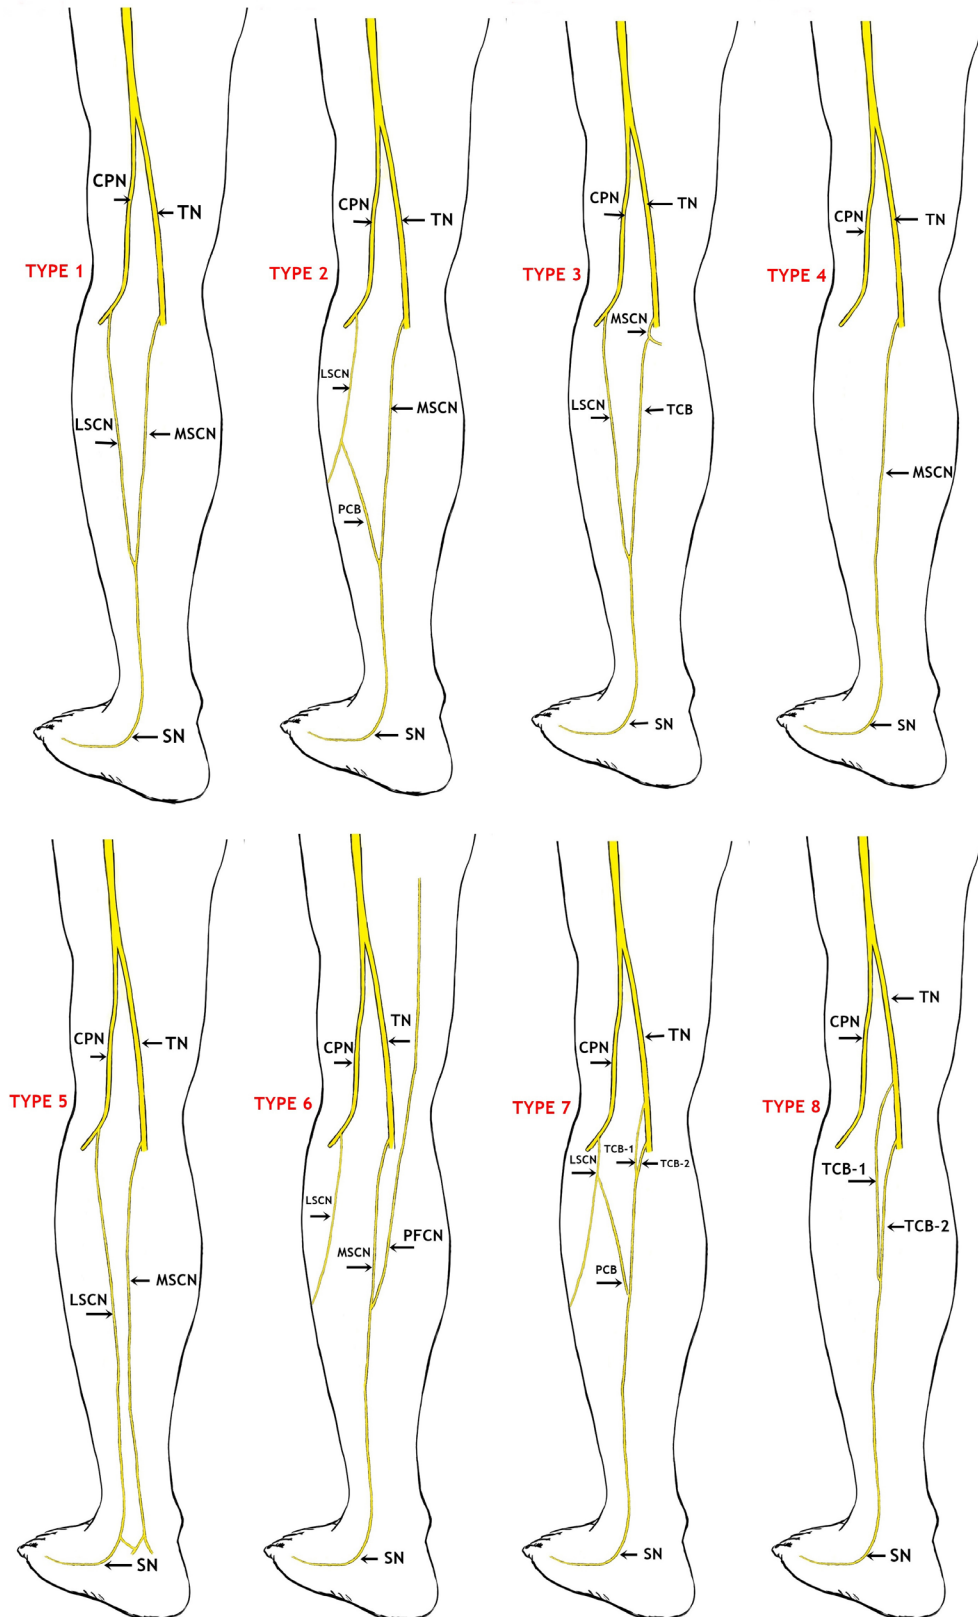 CPN
TN
TYPE 1
LSCN
MSCN
SN
CPN
TN
TYPE 2
LSCN
MSCN
PCB
SN
CPN
TN
TYPE 3
MSCN
LSCN
TCB
SN
CPN
TN
TYPE 4
MSCN
SN
CPN
TN
TYPE 5
MSCN
LSCN
SN
TN
CPN
TYPE 6
LSCN
PFCN
MSCN
SN
TN
CPN
TYPE 7
TCB-1
LSCN
TCB-2
PCB
SN
TN
CPN
TYPE 8
TCB-1
TCB-2
SN